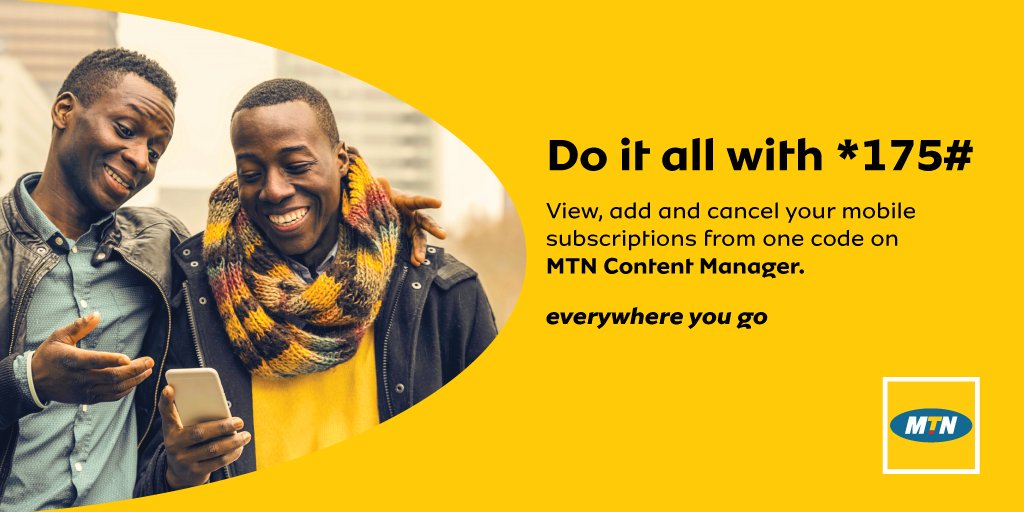 Do it all with *175#
View, add and cancel your mobile
subscriptions from one code on
MTN Content Manager.
everywhere you go
MTN